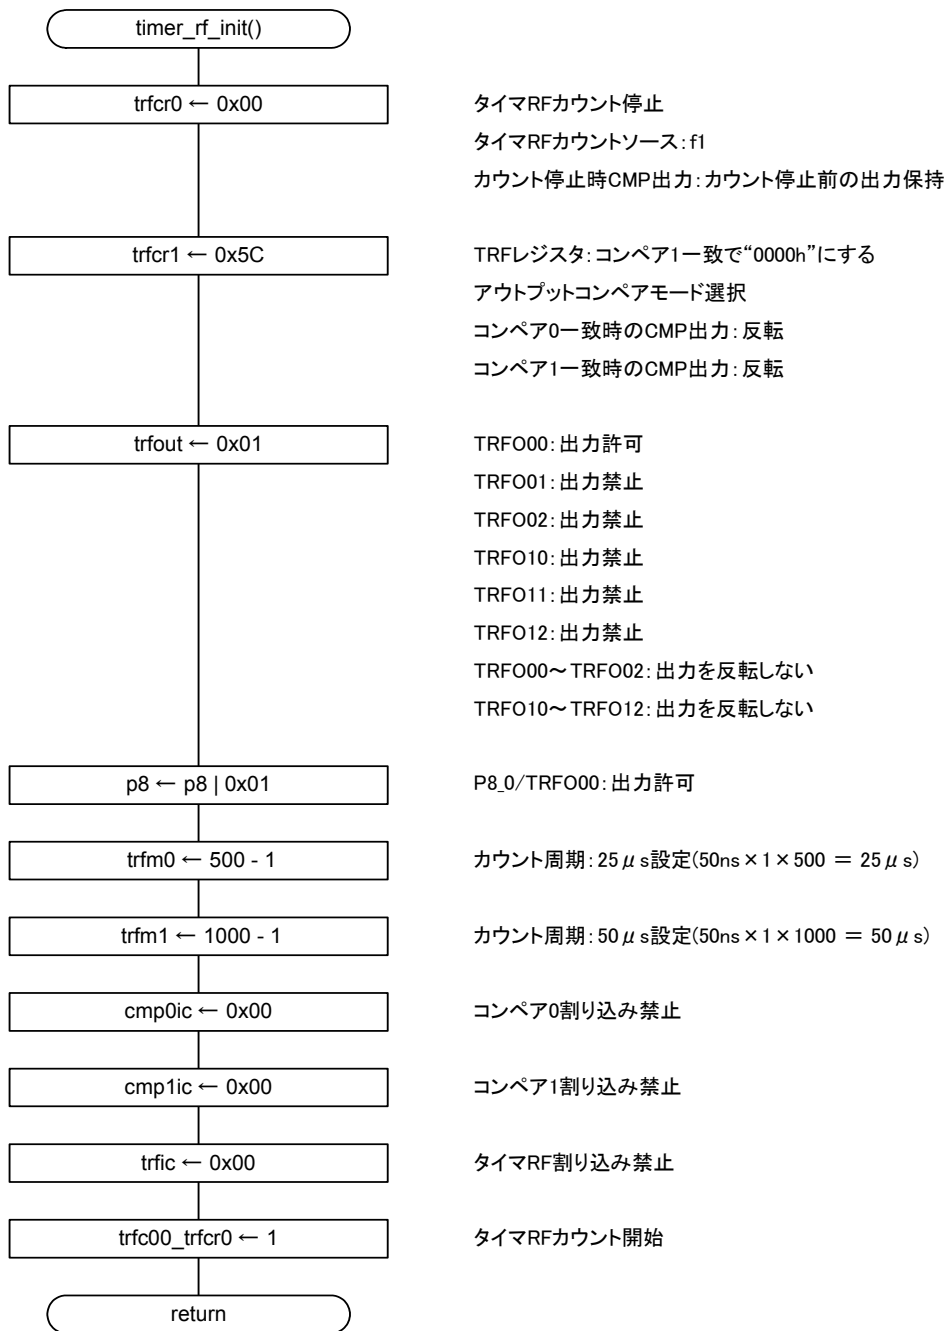 timer_rf_init()
trfcr0 ← 0x00
タイマRFカウント停止
タイマRFカウントソース:f1
カウント停止時CMP出力:カウント停止前の出力保持
trfcr1 ← 0x5C
TRFレジスタ:コンペア1一致で“0000h”にする
アウトプットコンペアモード選択
コンペア0一致時のCMP出力:反転
コンペア1一致時のCMP出力:反転
trfout ← 0x01
TRFO00:出力許可
TRFO01:出力禁止
TRFO02:出力禁止
TRFO10:出力禁止
TRFO11:出力禁止
TRFO12:出力禁止
TRFO00〜TRFO02:出力を反転しない
TRFO10〜TRFO12:出力を反転しない
p8 ← p8 | 0x01
P8_0/TRFO00:出力許可
trfm0 ← 500 - 1
カウント周期:25μs設定(50ns×1×500 = 25μs)
trfm1 ← 1000 - 1
カウント周期:50μs設定(50ns×1×1000 = 50μs)
cmp0ic ← 0x00
コンペア0割り込み禁止
cmp1ic ← 0x00
コンペア1割り込み禁止
trfic ← 0x00
タイマRF割り込み禁止
trfc00_trfcr0 ← 1
タイマRFカウント開始
return